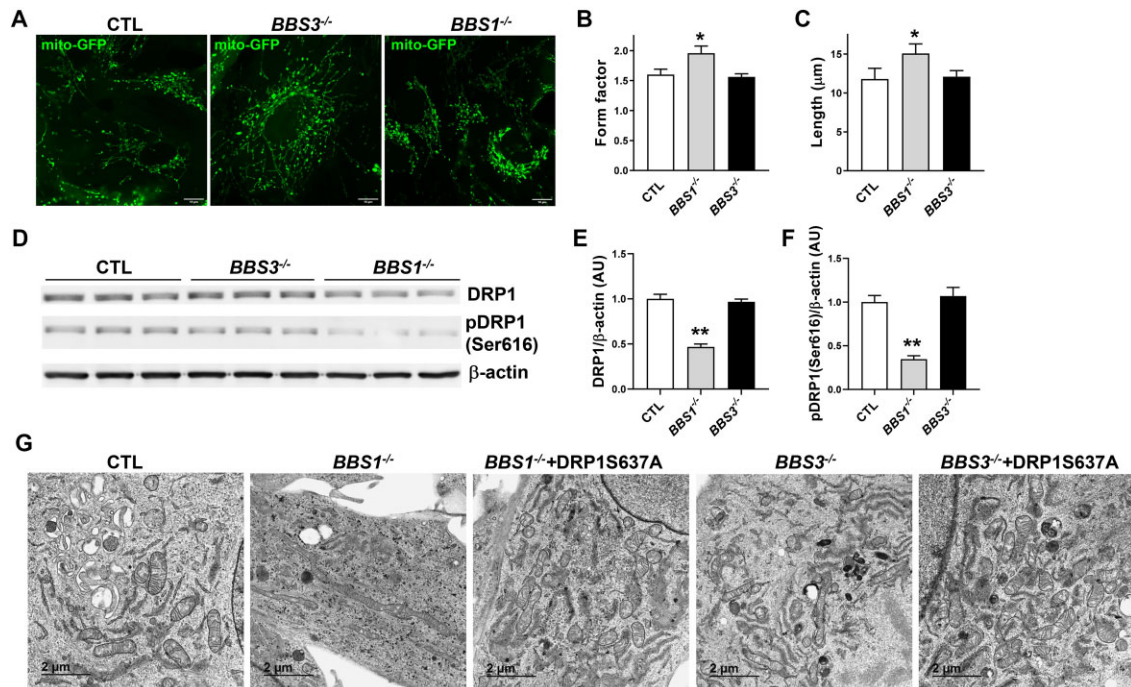 A
CTL
BBS3-/-
BBS1-/-
mito-GFP
mito-GFP
mito-GFP
B
Form factor
2.0
1.5
1.0
0.5
0.0
*
CTL
BBS1-/-
BBS3-/-
C
Length (μm)
15
10
5
0
*
CTL
BBS1-/-
BBS3-/-
D
CTL
BBS3-/-
BBS1-/-
DRP1
pDRP1
(Ser616)
β-actin
E
DRP1/β-actin (AU)
1.5
1.0
0.5
0.0
**
CTL
BBS1-/-
BBS3-/-
F
pDRP1(Ser616)/β-actin (AU)
1.5
1.0
0.5
0.0
**
CTL
BBS1-/-
BBS3-/-
G
CTL
BBS1-/-
BBS1-/-+DRP1S637A
BBS3-/-
BBS3-/-+DRP1S637A
2 μm
2 μm
2 μm
2 μm
2 μm